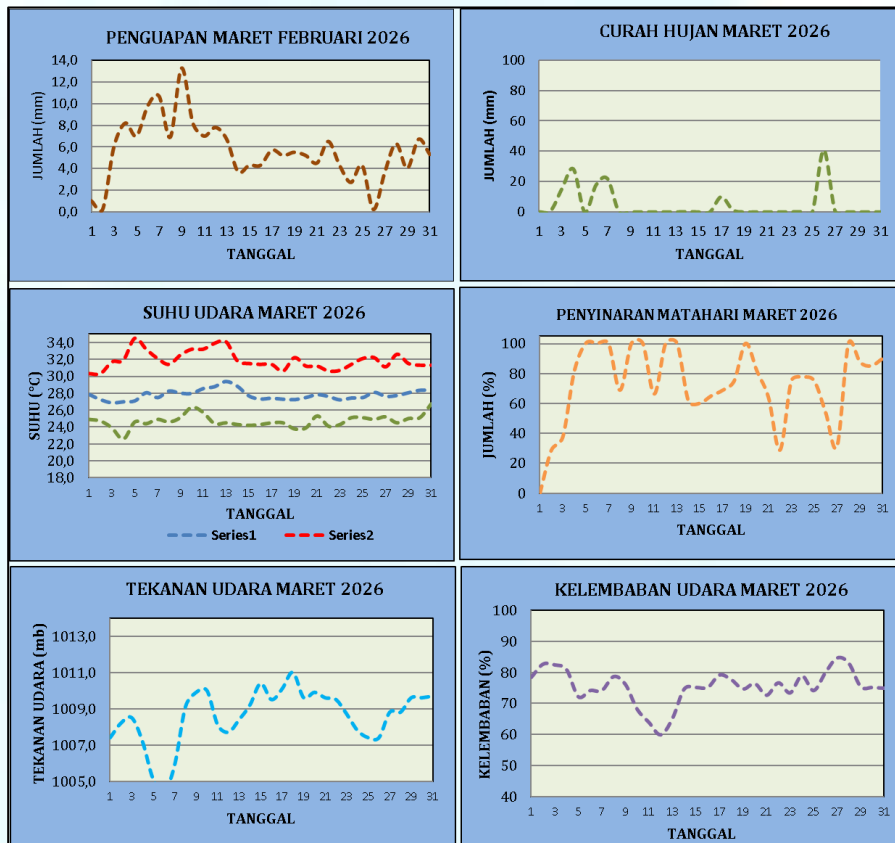 PENGUAPAN MARET FEBRUARI 2026
JUMLAH (mm)
14,0
12,0
10,0
8,0
6,0
4,0
2,0
0,0
1 3 5 7 9 11 13 15 17 19 21 23 25 27 29 31
TANGGAL
CURAH HUJAN MARET 2026
JUMLAH (mm)
100
80
60
40
20
0
1 3 5 7 9 11 13 15 17 19 21 23 25 27 29 31
TANGGAL
SUHU UDARA MARET 2026
SUHU (°C)
34,0
32,0
30,0
28,0
26,0
24,0
22,0
20,0
18,0
1 3 5 7 9 11 13 15 17 19 21 23 25 27 29 31
TANGGAL
Series1 Series2
PENYINARAN MATAHARI MARET 2026
JUMLAH (%)
100
80
60
40
20
0
1 3 5 7 9 11 13 15 17 19 21 23 25 27 29 31
TANGGAL
TEKANAN UDARA MARET 2026
TEKANAN UDARA (mb)
1013,0
1011,0
1009,0
1007,0
1005,0
1 3 5 7 9 11 13 15 17 19 21 23 25 27 29 31
TANGGAL
KELEMBABAN UDARA MARET 2026
KELEMBABAN (%)
100
90
80
70
60
50
40
1 3 5 7 9 11 13 15 17 19 21 23 25 27 29 31
TANGGAL